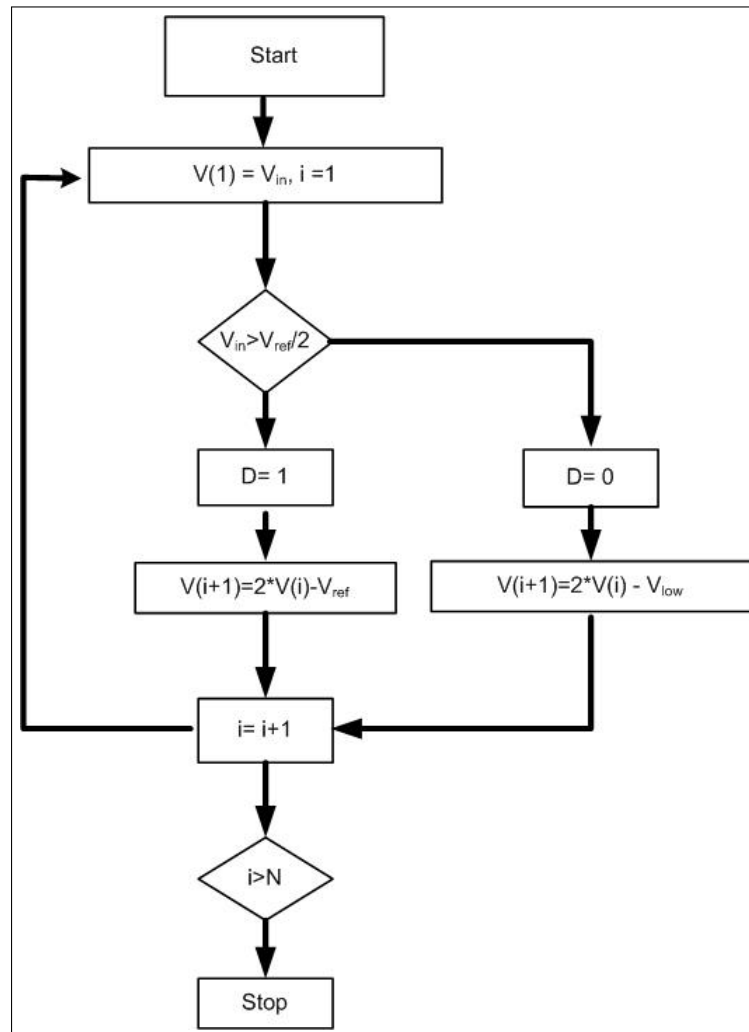 Start
V(1) = Vin, i =1
Vin>Vref/2
D= 1
D= 0
V(i+1)=2*V(i)-Vref
V(i+1)=2*V(i) - Vlow
i= i+1
i>N
Stop